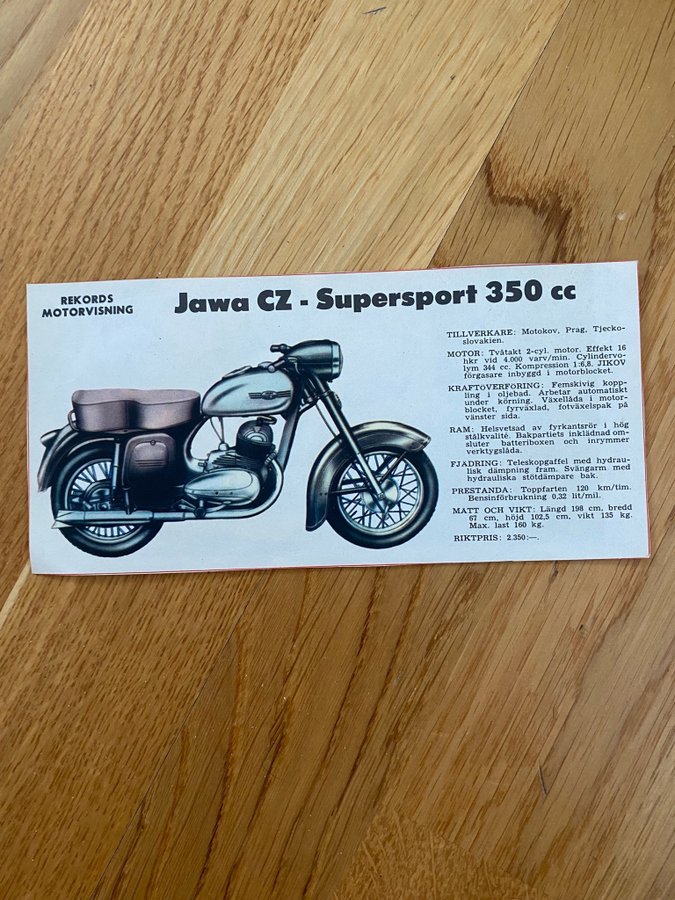 REKORDS
MOTORVISNING
Jawa CZ - Supersport 350 cc
TILLVERKARE: Motokov, Prag, Tjecko-
slovakien.
MOTOR: Tvåtakt 2-cyl. motor. Effekt 16
hkr vid 4.000 varv/min. Cylindervo-
lym 344 cc. Kompression 1:6,8. JIKOV
förgasare inbyggd i motorblocket.
KRAFTÖVERFÖRING: Femskivig kopp-
ling i oljebad. Arbetar automatiskt
under körning. Växellåda i motor-
blocket, fyrväxlad, fotväxelspak på
vänster sida.
RAM: Helsvetsad av fyrkantsrör i hög
stålkvalité. Bakpartiets inklädnad om-
sluter batteriboxen och inrymmer
verktygslåda.
FJÄDRING: Teleskopgaffel med hydrau-
lisk dämpning fram. Svängarm med
hydrauliska stötdämpare bak.
PRESTANDA: Toppfarten 120 km/tim.
Bensinförbrukning 0,32 lit/mil.
MÅTT OCH VIKT: Längd 198 cm, bredd
67 cm, höjd 102,5 cm, vikt 135 kg.
Max. last 160 kg.
RIKTPRIS: 2.350:—.